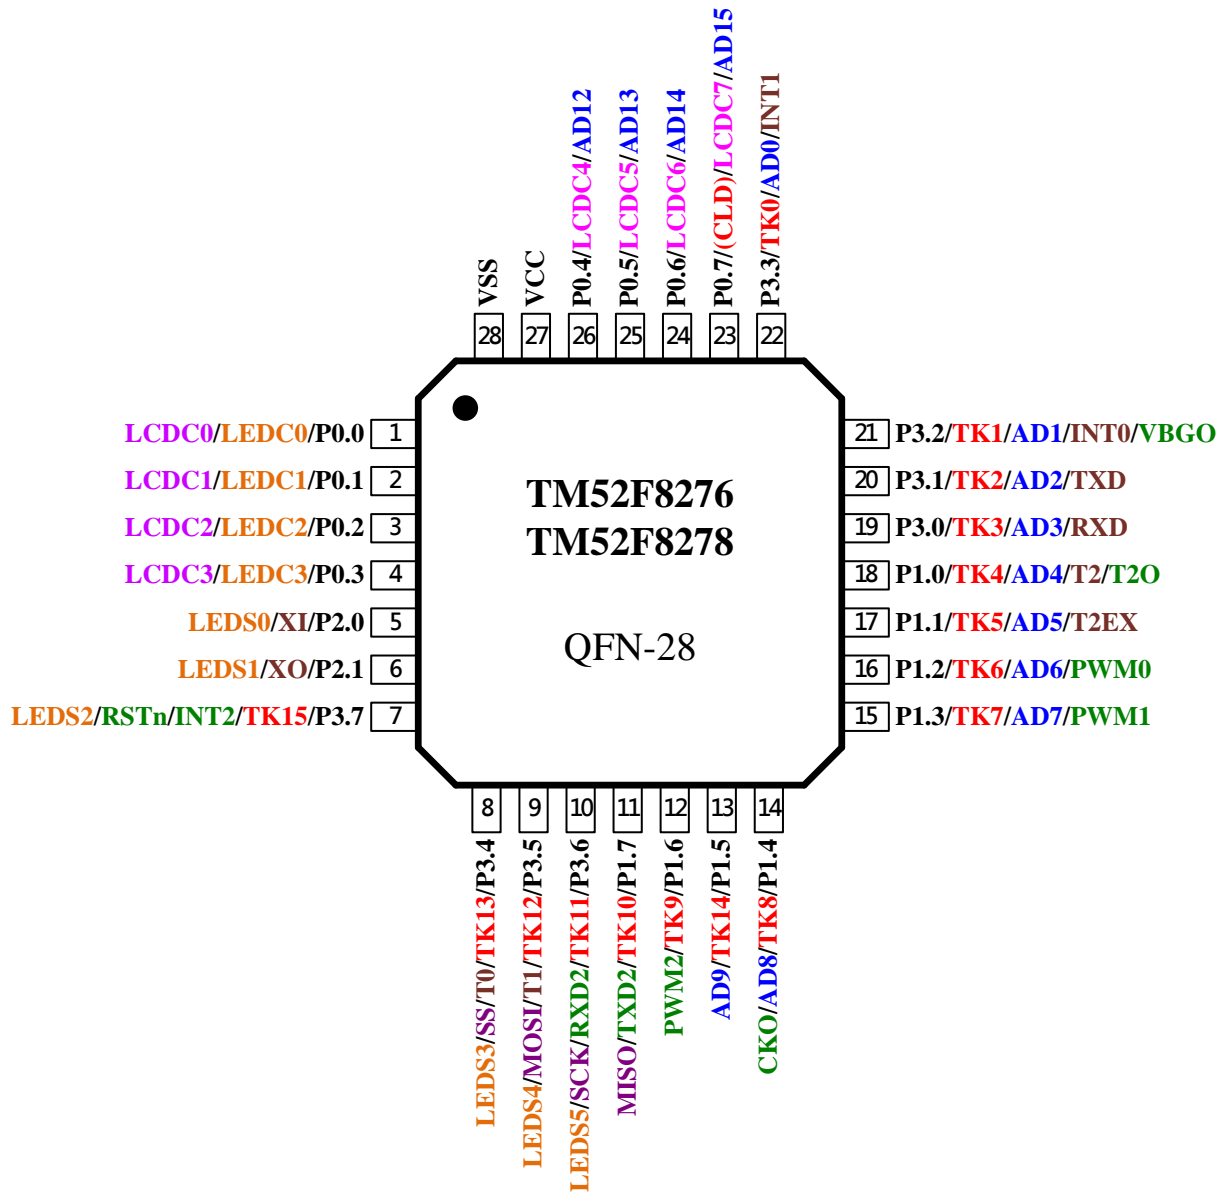 P0.4/LCDC4/AD12
P0.5/LCDC5/AD13
P0.6/LCDC6/AD14
P0.7/(CLD)/LCDC7/AD15
P3.3/TK0/AD0/INT1
VSS
VCC
28
27
26
25
24
23
22
LCDC0/LEDC0/P0.0 1
LCDC1/LEDC1/P0.1 2
LCDC2/LEDC2/P0.2 3
LCDC3/LEDC3/P0.3 4
LEDS0/XI/P2.0 5
LEDS1/XO/P2.1 6
LEDS2/RSTn/INT2/TK15/P3.7 7
TM52F8276
TM52F8278
QFN-28
21 P3.2/TK1/AD1/INT0/VBGO
20 P3.1/TK2/AD2/TXD
19 P3.0/TK3/AD3/RXD
18 P1.0/TK4/AD4/T2/T2O
17 P1.1/TK5/AD5/T2EX
16 P1.2/TK6/AD6/PWM0
15 P1.3/TK7/AD7/PWM1
8
9
10
11
12
13
14
LEDS3/SS/T0/TK13/P3.4
LEDS4/MOSI/T1/TK12/P3.5
LEDS5/SCK/RXD2/TK11/P3.6
MISO/TXD2/TK10/P1.7
PWM2/TK9/P1.6
AD9/TK14/P1.5
CKO/AD8/TK8/P1.4